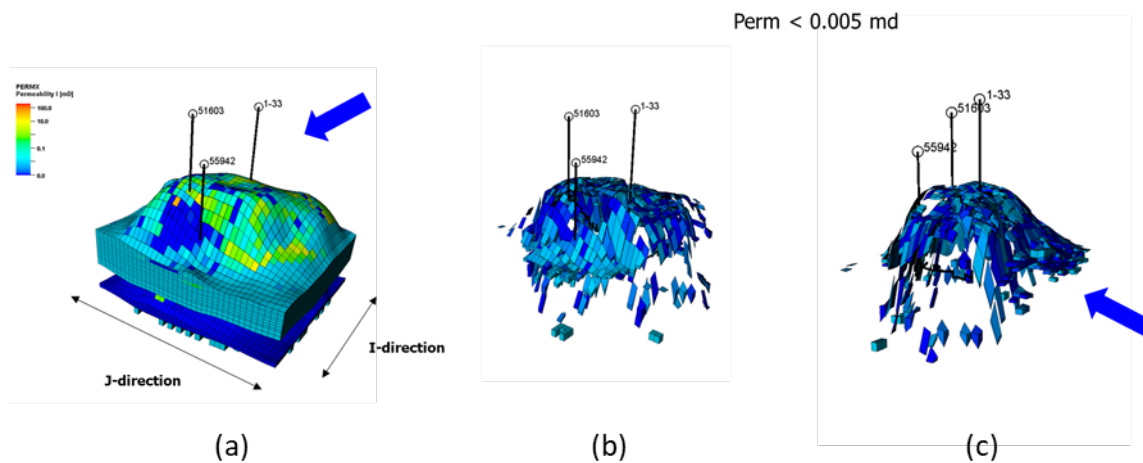 Perm < 0.005 md
PERMX
Permeability I [mD]
100.0
10.0
0.1
0.0
51603
1-33
55942
J-direction
I-direction
(a)
51603
1-33
55942
(b)
1-33
51603
55942
(c)